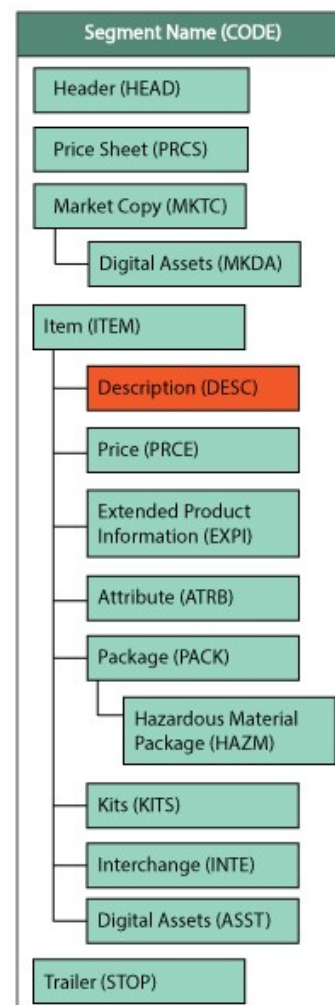 Segment Name (CODE)
Header (HEAD)
Price Sheet (PRCS)
Market Copy (MKTC)
Digital Assets (MKDA)
Item (ITEM)
Description (DESC)
Price (PRCE)
Extended Product
Information (EXPI)
Attribute (ATRB)
Package (PACK)
Hazardous Material
Package (HAZM)
Kits (KITS)
Interchange (INTE)
Digital Assets (ASST)
Trailer (STOP)